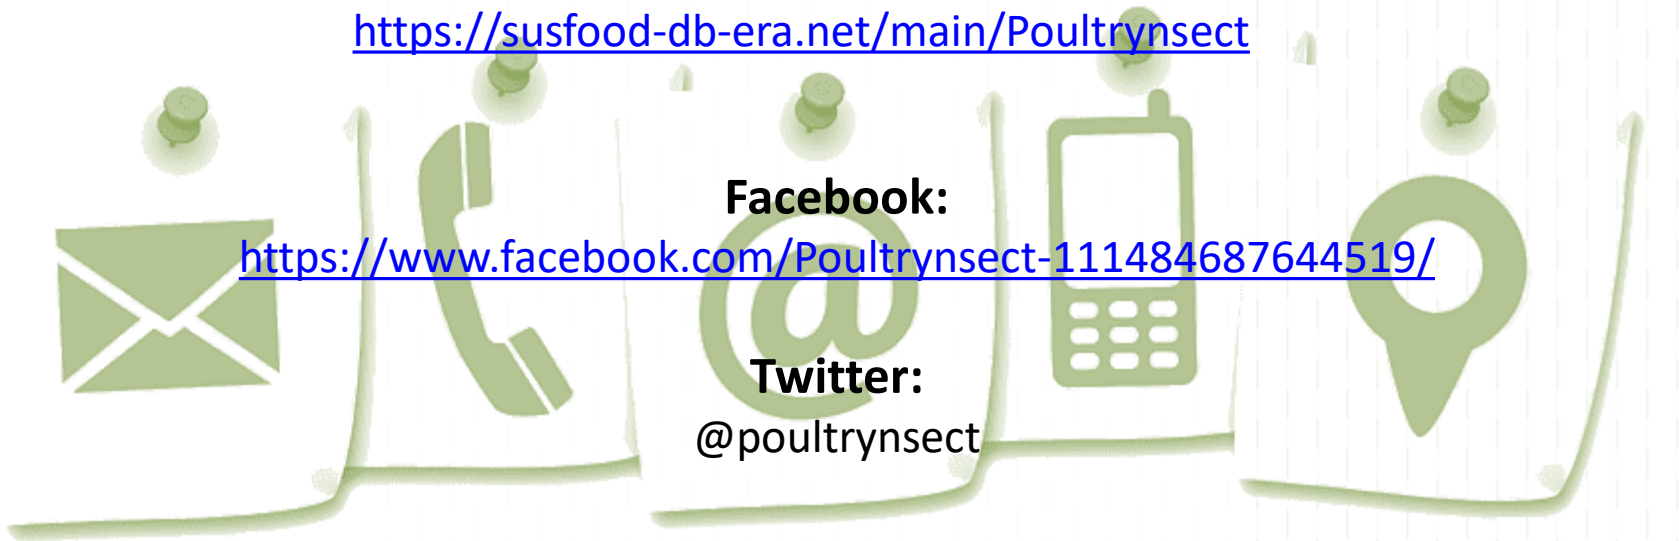 https://susfood-db-era.net/main/Poultrynsect
Facebook:
https://www.facebook.com/Poultrynsect-111484687644519/
Twitter:
@poultrynsect